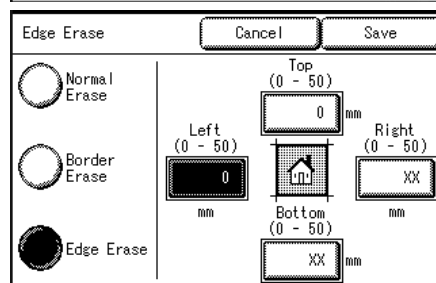 Edge Erase
Cancel
Save
Normal
Erase
Border
Erase
Edge Erase
Top
(0 - 50)
0 mm
Left
(0 - 50)
0
mm
Right
(0 - 50)
XX
mm
Bottom
(0 - 50)
XX mm